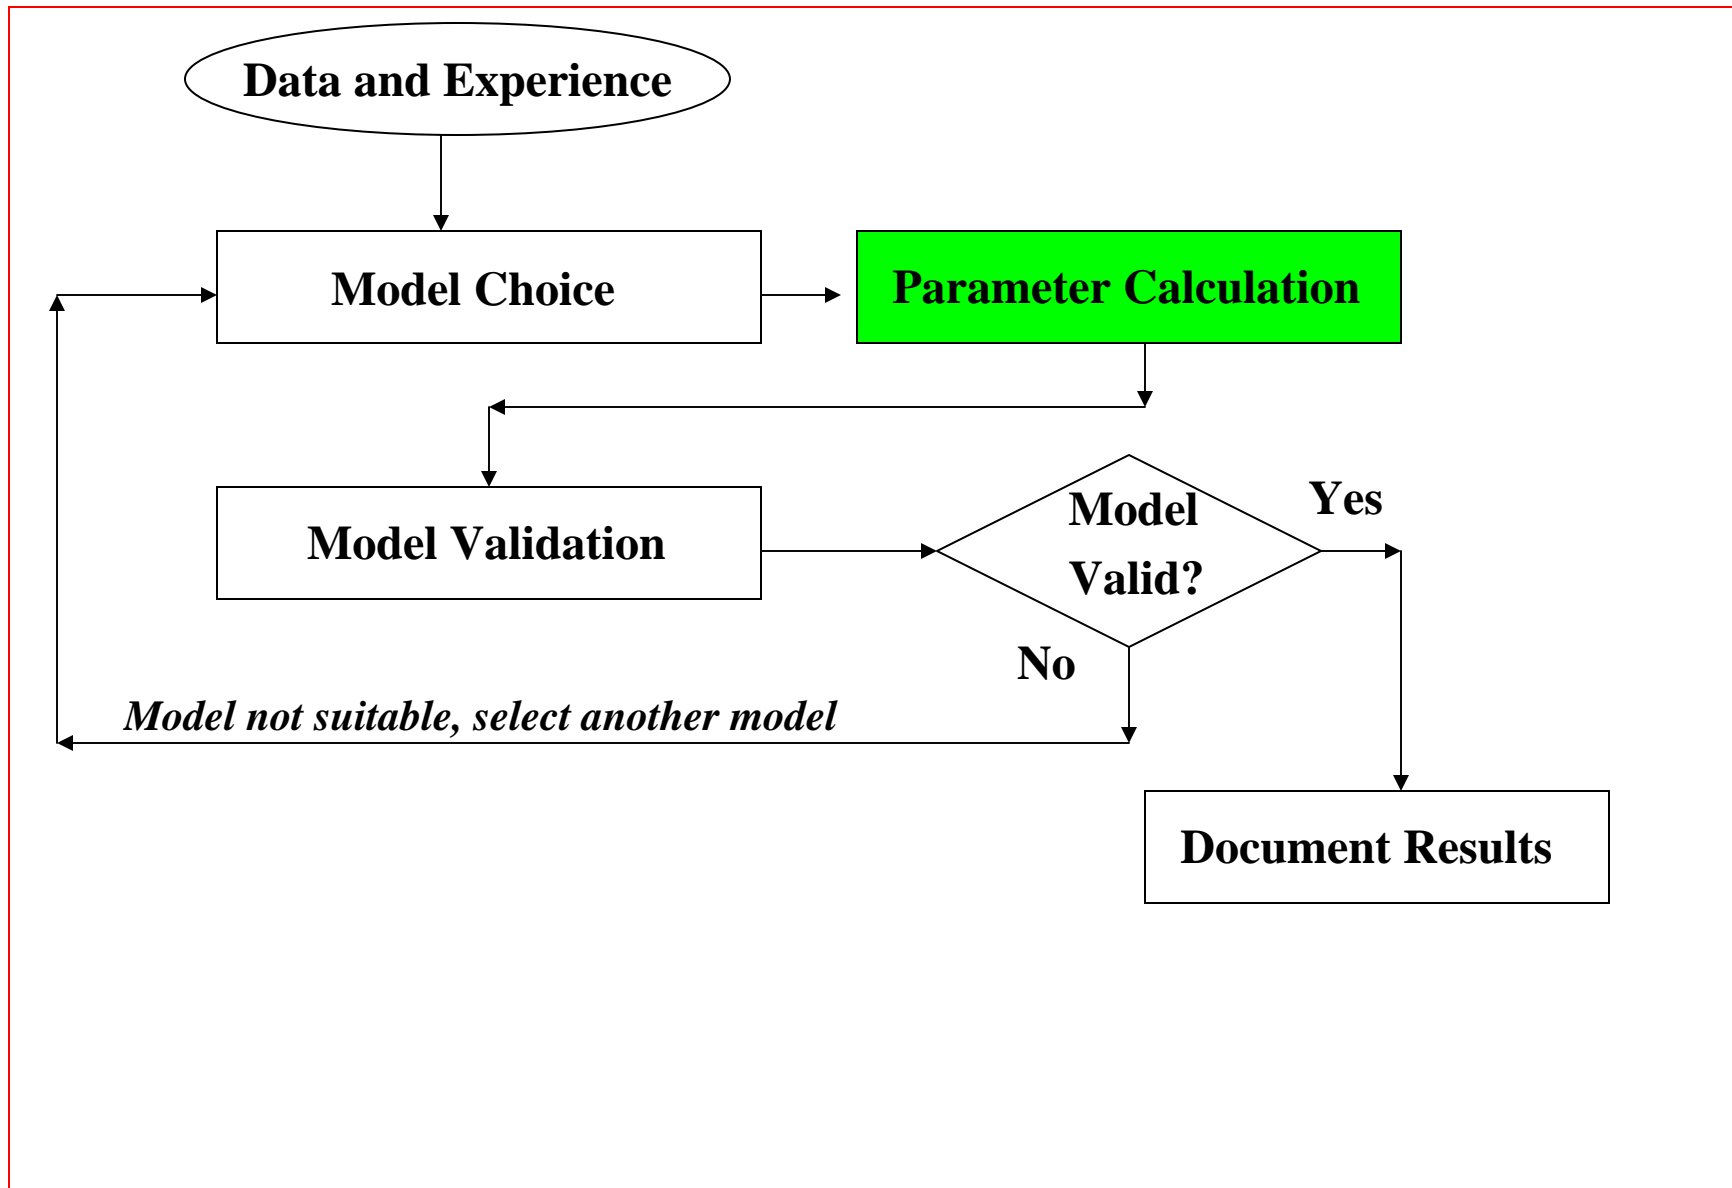 Data and Experience
Model Choice
Parameter Calculation
Model Validation
Model
Valid?
Yes
No
Model not suitable, select another model
Document Results